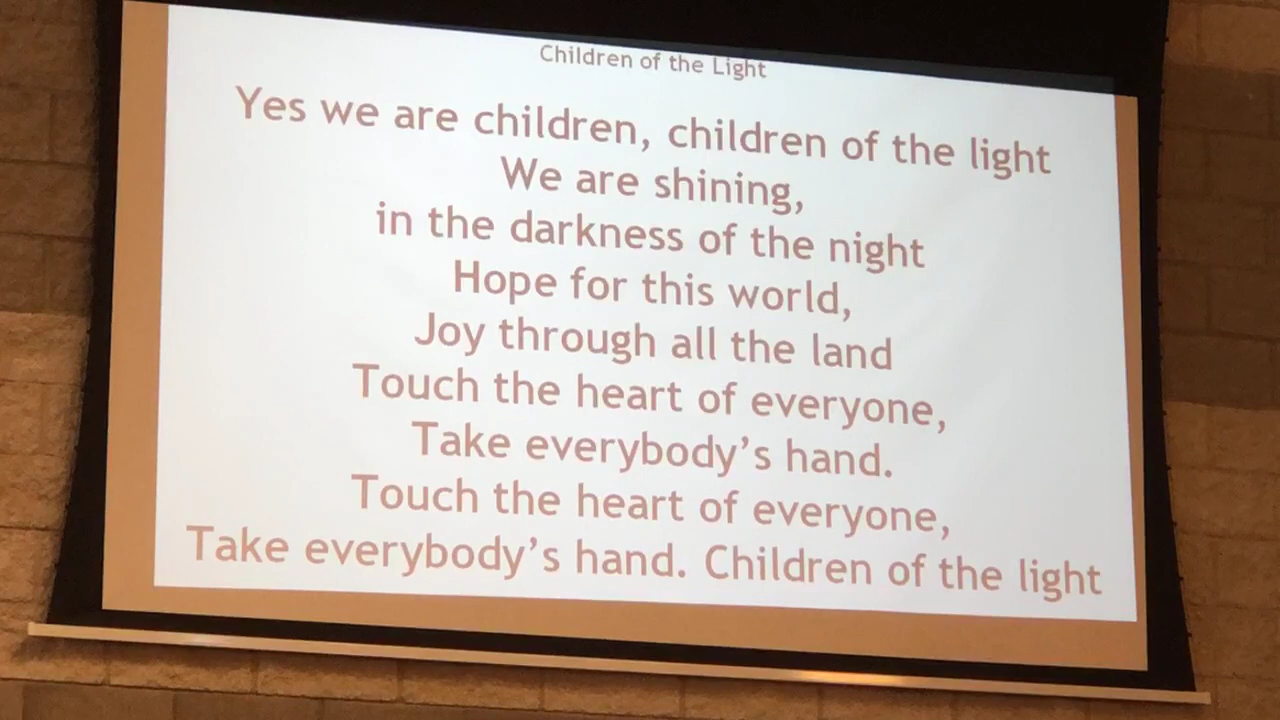 Children of the Light
Yes we are children, children of the light
We are shining,
in the darkness of the night
Hope for this world,
Joy through all the land
Touch the heart of everyone,
Take everybody’s hand.
Touch the heart of everyone,
Take everybody’s hand. Children of the light